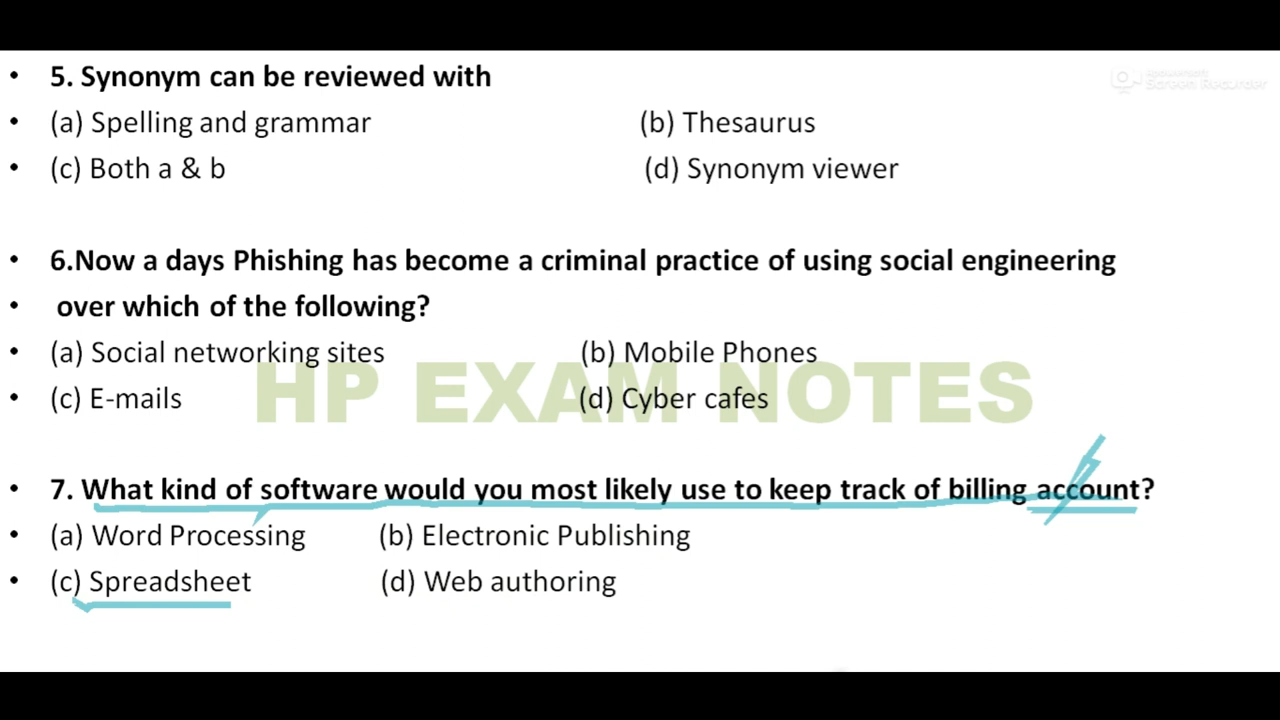 • 5. Synonym can be reviewed with
• (a) Spelling and grammar (b) Thesaurus
• (c) Both a & b (d) Synonym viewer
• 6.Now a days Phishing has become a criminal practice of using social engineering
• over which of the following?
• (a) Social networking sites (b) Mobile Phones
• (c) E-mails (d) Cyber cafes
HP EXAM NOTES
• 7. What kind of software would you most likely use to keep track of billing account?
• (a) Word Processing (b) Electronic Publishing
• (c) Spreadsheet (d) Web authoring
Screen Recorder